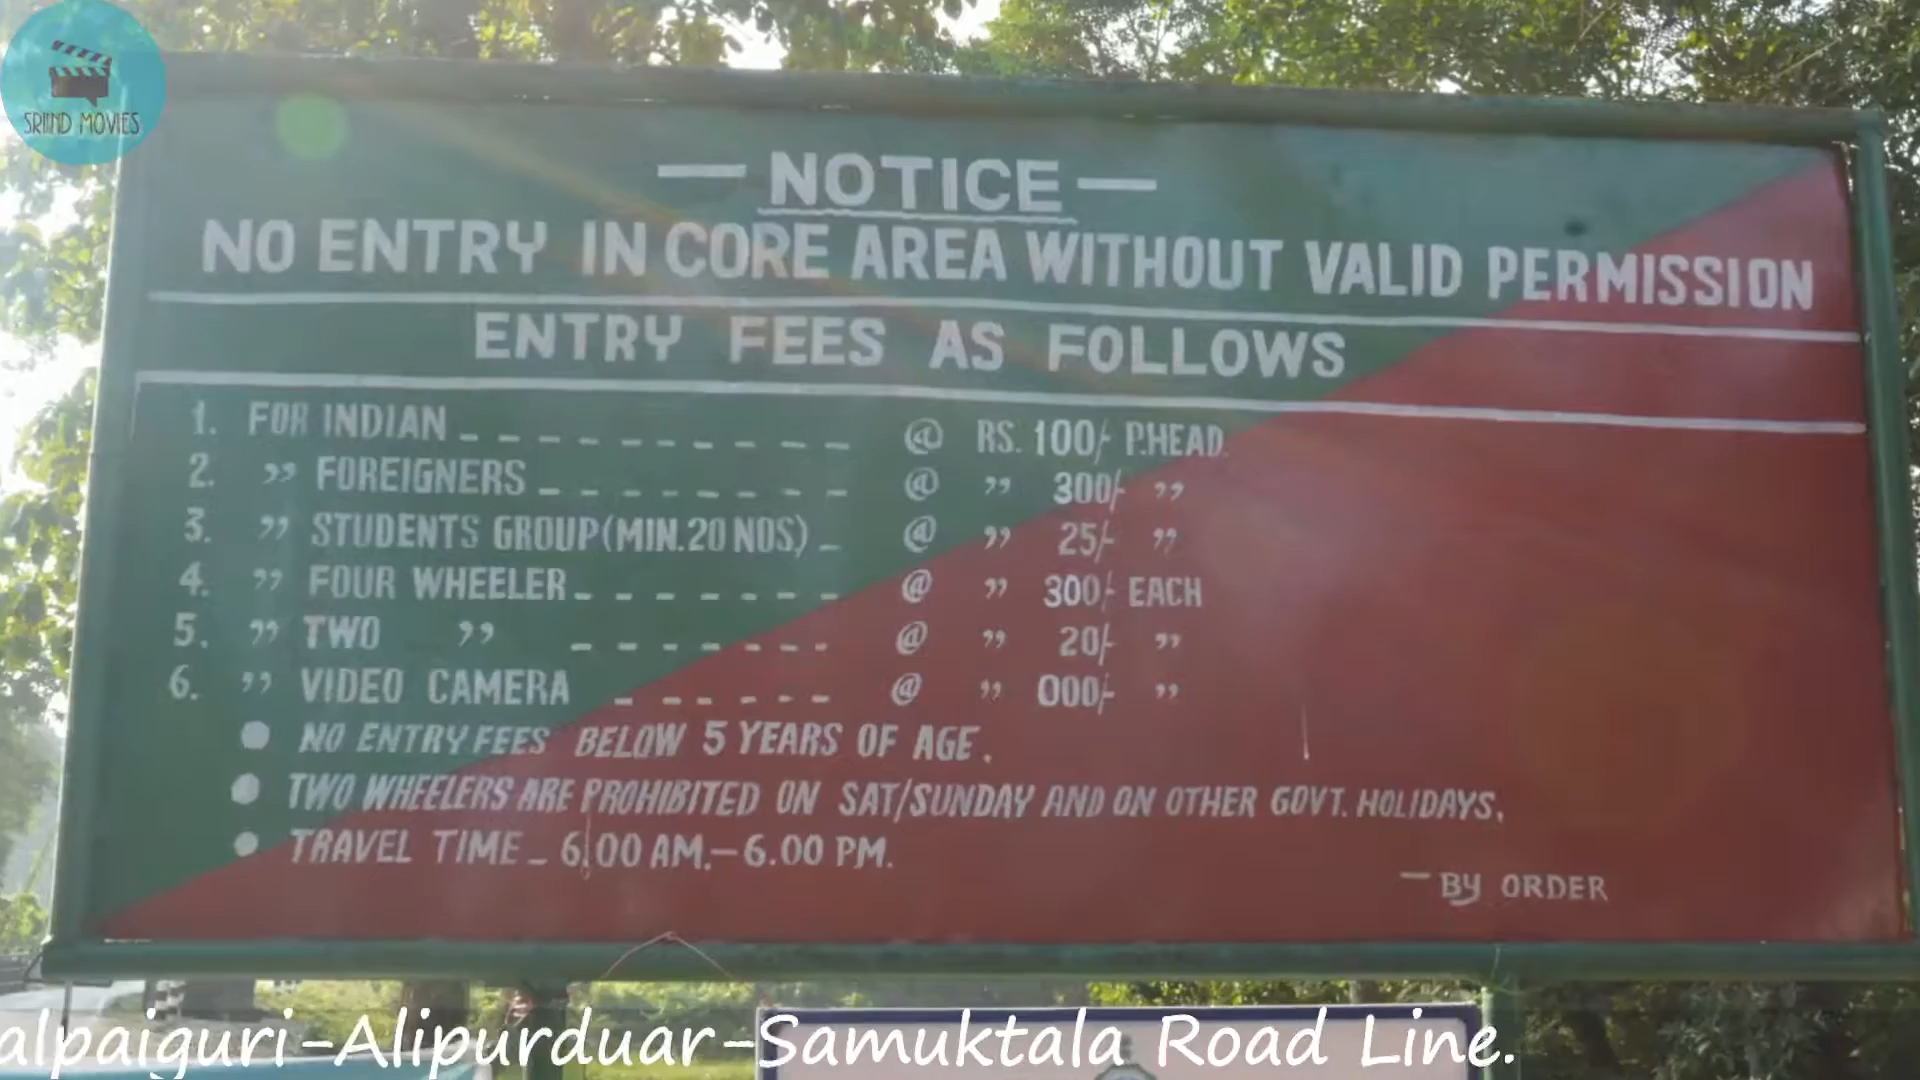 SRIIND MOVIES
— NOTICE —
NO ENTRY IN CORE AREA WITHOUT VALID PERMISSION
ENTRY FEES AS FOLLOWS
1. FOR INDIAN _ _ _ _ _ _ _ _ _ _ @ RS. 100/- P.HEAD.
2. ,, FOREIGNERS _ _ _ _ _ _ _ @ ,, 300/- ,,
3. ,, STUDENTS GROUP (MIN.20 NOS) _ @ ,, 25/- ,,
4. ,, FOUR WHEELER _ _ _ _ _ _ _ @ ,, 300/- EACH
5. ,, TWO ,, _ _ _ _ _ _ _ @ ,, 20/- ,,
6. ,, VIDEO CAMERA _ _ _ _ _ @ ,, 000/- ,,
● NO ENTRY FEES BELOW 5 YEARS OF AGE.
● TWO WHEELERS ARE PROHIBITED ON SAT/SUNDAY AND ON OTHER GOVT. HOLIDAYS.
● TRAVEL TIME _ 6.00 AM.– 6.00 PM.
— BY ORDER
alpaiguri-Alipurduar-Samuktala Road Line.